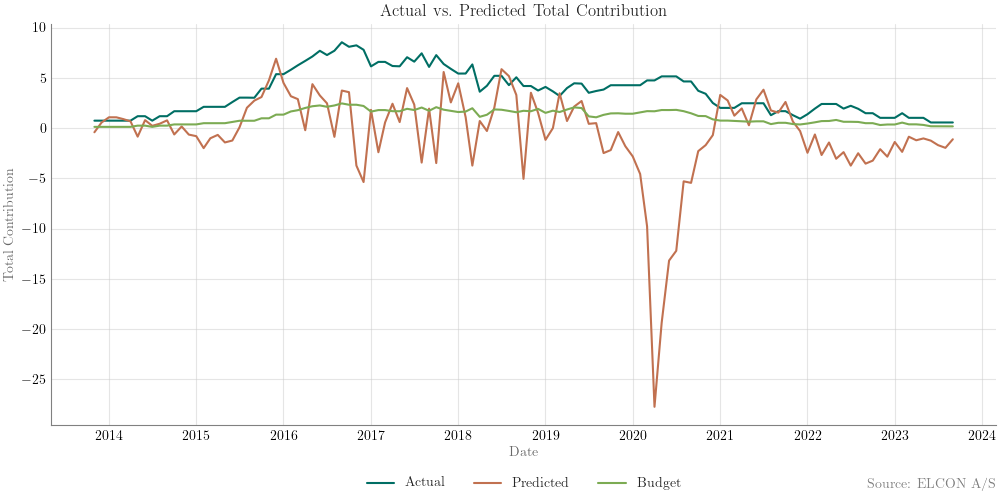 Actual vs. Predicted Total Contribution
Total Contribution
10
5
0
−5
−10
−15
−20
−25
2014 2015 2016 2017 2018 2019 2020 2021 2022 2023 2024
Date
Actual Predicted Budget
Source: ELCON A/S